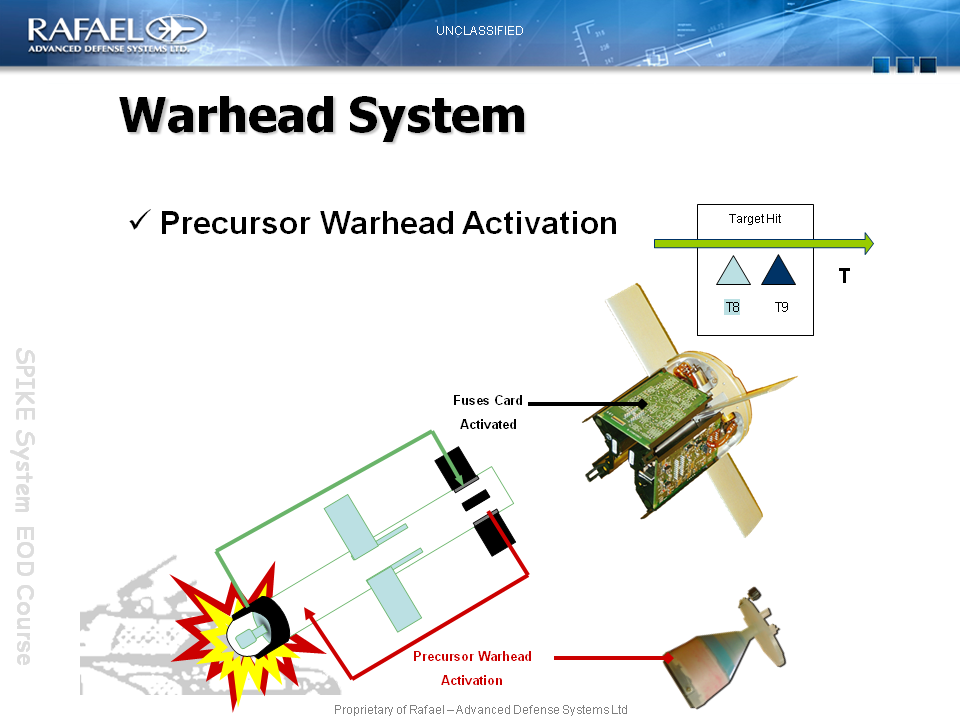 RAFAEL
ADVANCED DEFENSE SYSTEMS LTD.
UNCLASSIFIED
Warhead System
✓ Precursor Warhead Activation
Target Hit
T
T8 T9
Fuses Card
Activated
SPIKE System EOD Course
Precursor Warhead
Activation
Proprietary of Rafael – Advanced Defense Systems Ltd